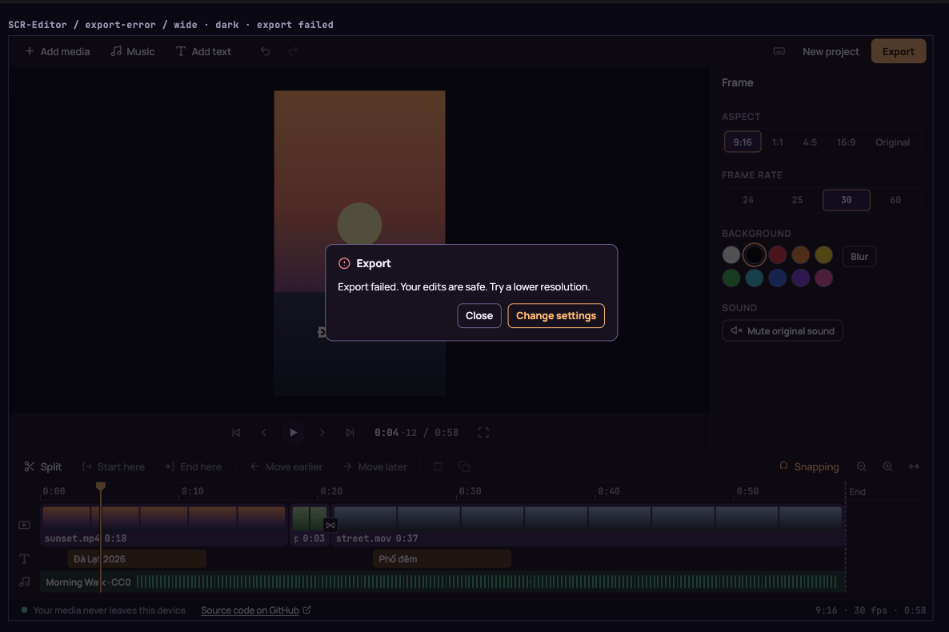 SCR-Editor / export-error / wide · dark · export failed
Add media Music Add text New project Export
Frame
ASPECT
9:16 1:1 4:5 16:9 Original
FRAME RATE
24 25 30 60
BACKGROUND
Blur
SOUND
Mute original sound
Export
Export failed. Your edits are safe. Try a lower resolution.
Close Change settings
0:04·12 / 0:58
Split Start here End here Move earlier Move later Snapping
0:00 0:10 0:20 0:30 0:40 0:50 End
sunset.mp4 0:18 p 0:03 street.mov 0:37
Đà Lạt 2026 Phố đêm
Morning Walk · CC0
Your media never leaves this device Source code on GitHub 9:16 · 30 fps · 0:58